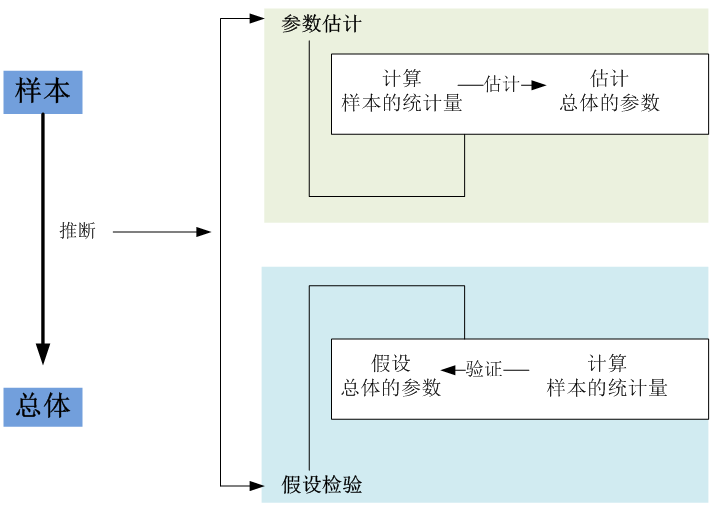 参数估计
计算
样本的统计量
估计
估计
总体的参数
样本
推断
总体
假设
总体的参数
验证
计算
样本的统计量
假设检验